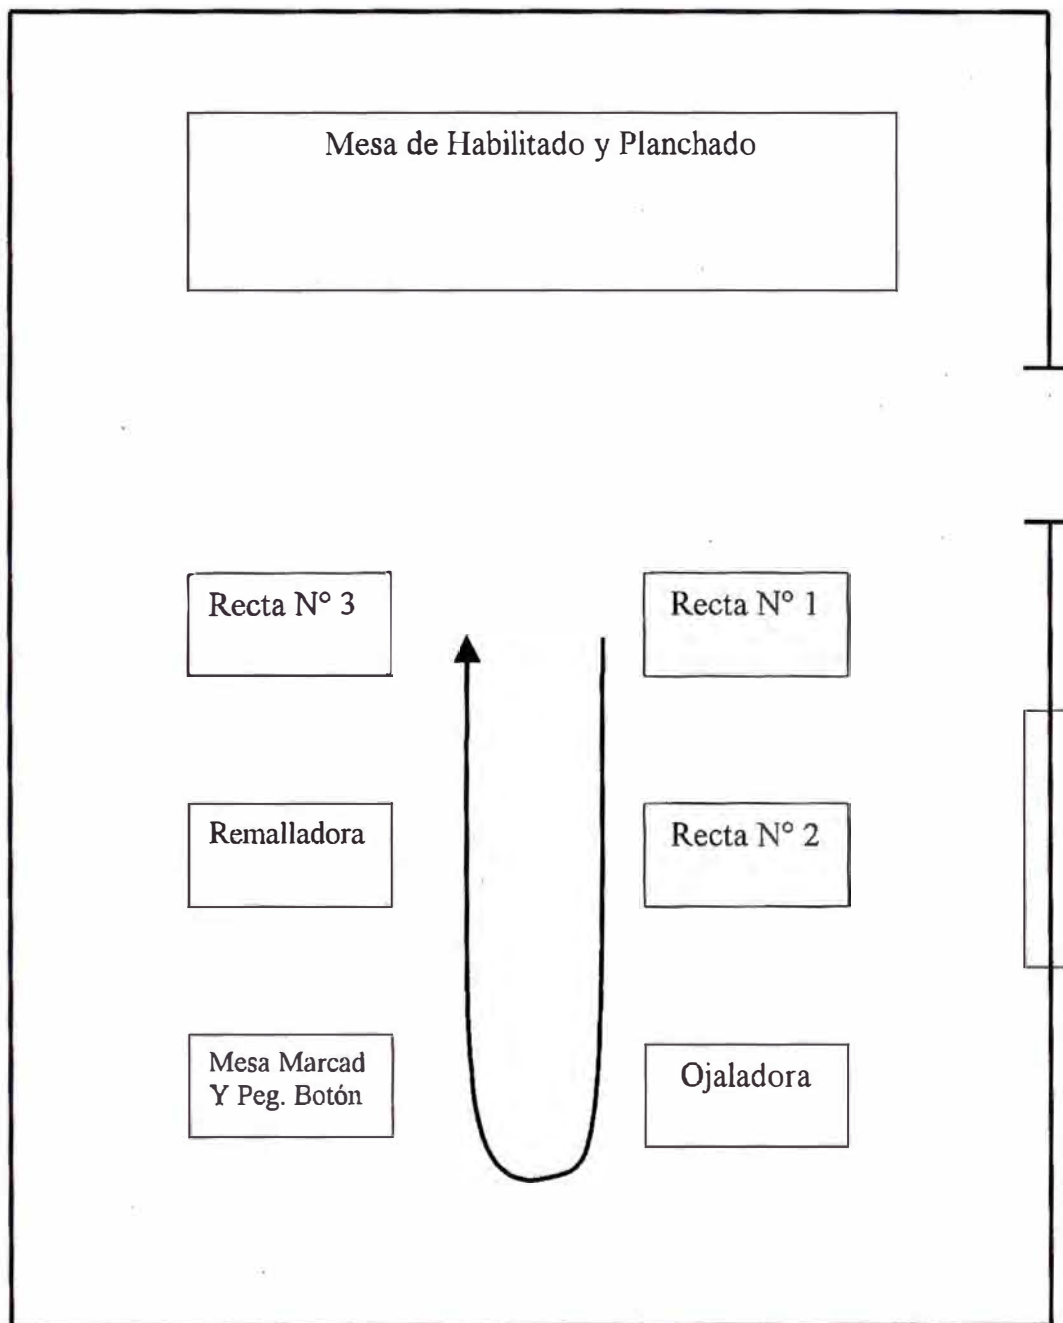 Mesa de Habilitado y Planchado
Recta N° 3
Recta N° 1
Remalladora
Recta N° 2
Mesa Marcad
Y Peg. Botón
Ojaladora